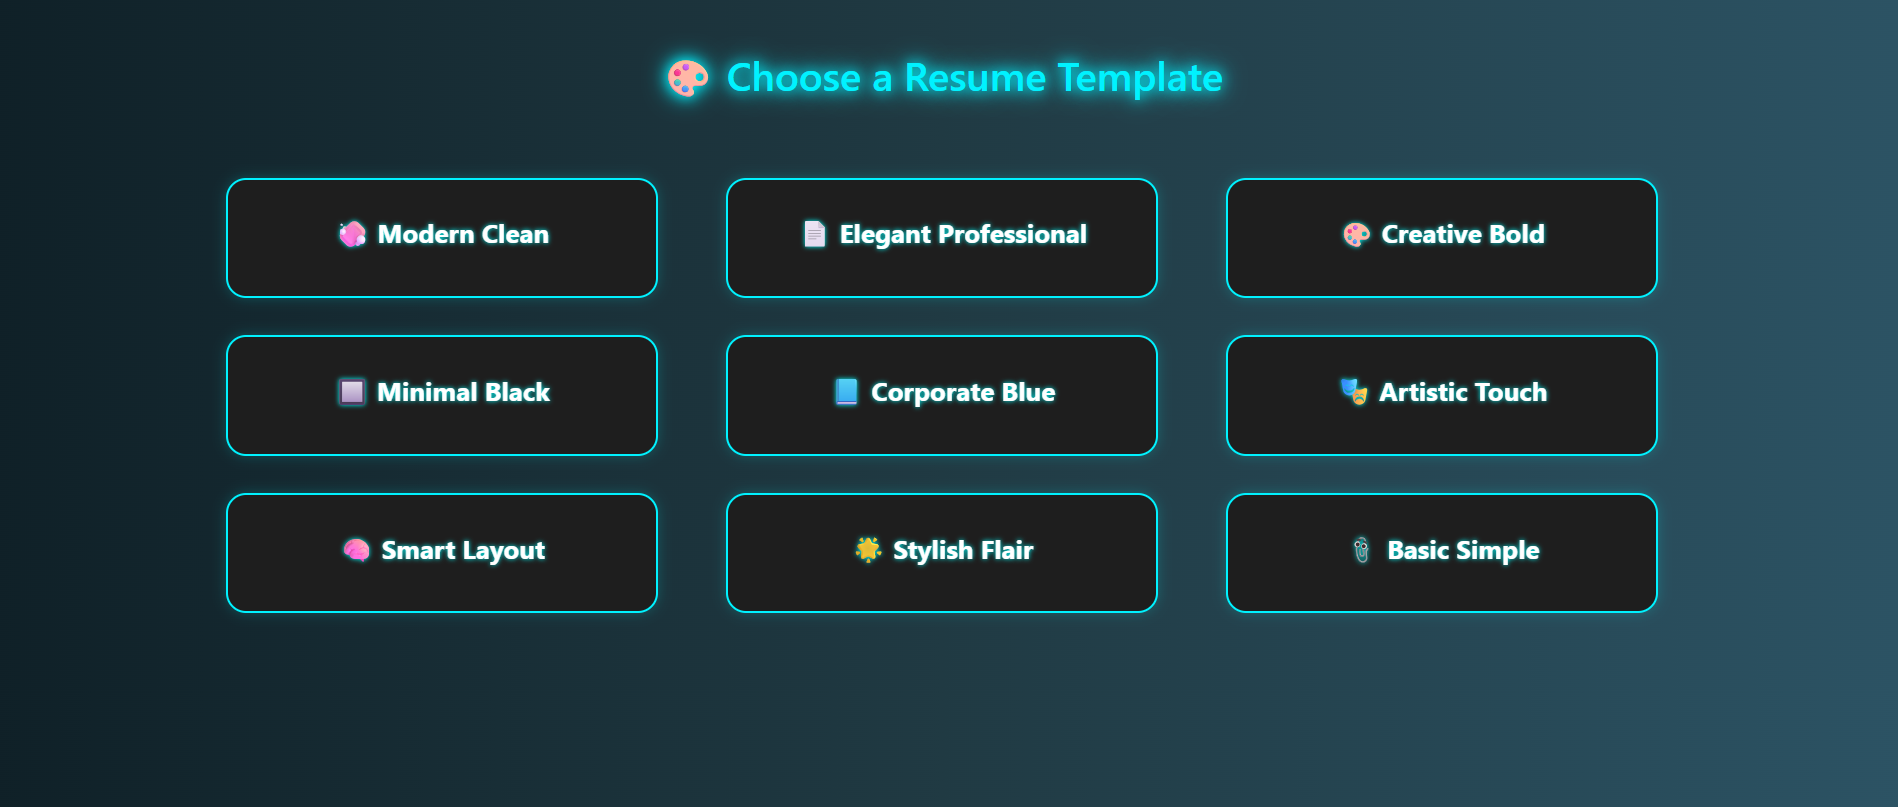 🎨 Choose a Resume Template
🧼 Modern Clean
📄 Elegant Professional
🎨 Creative Bold
🔲 Minimal Black
📘 Corporate Blue
🎭 Artistic Touch
🧠 Smart Layout
🌟 Stylish Flair
📎 Basic Simple